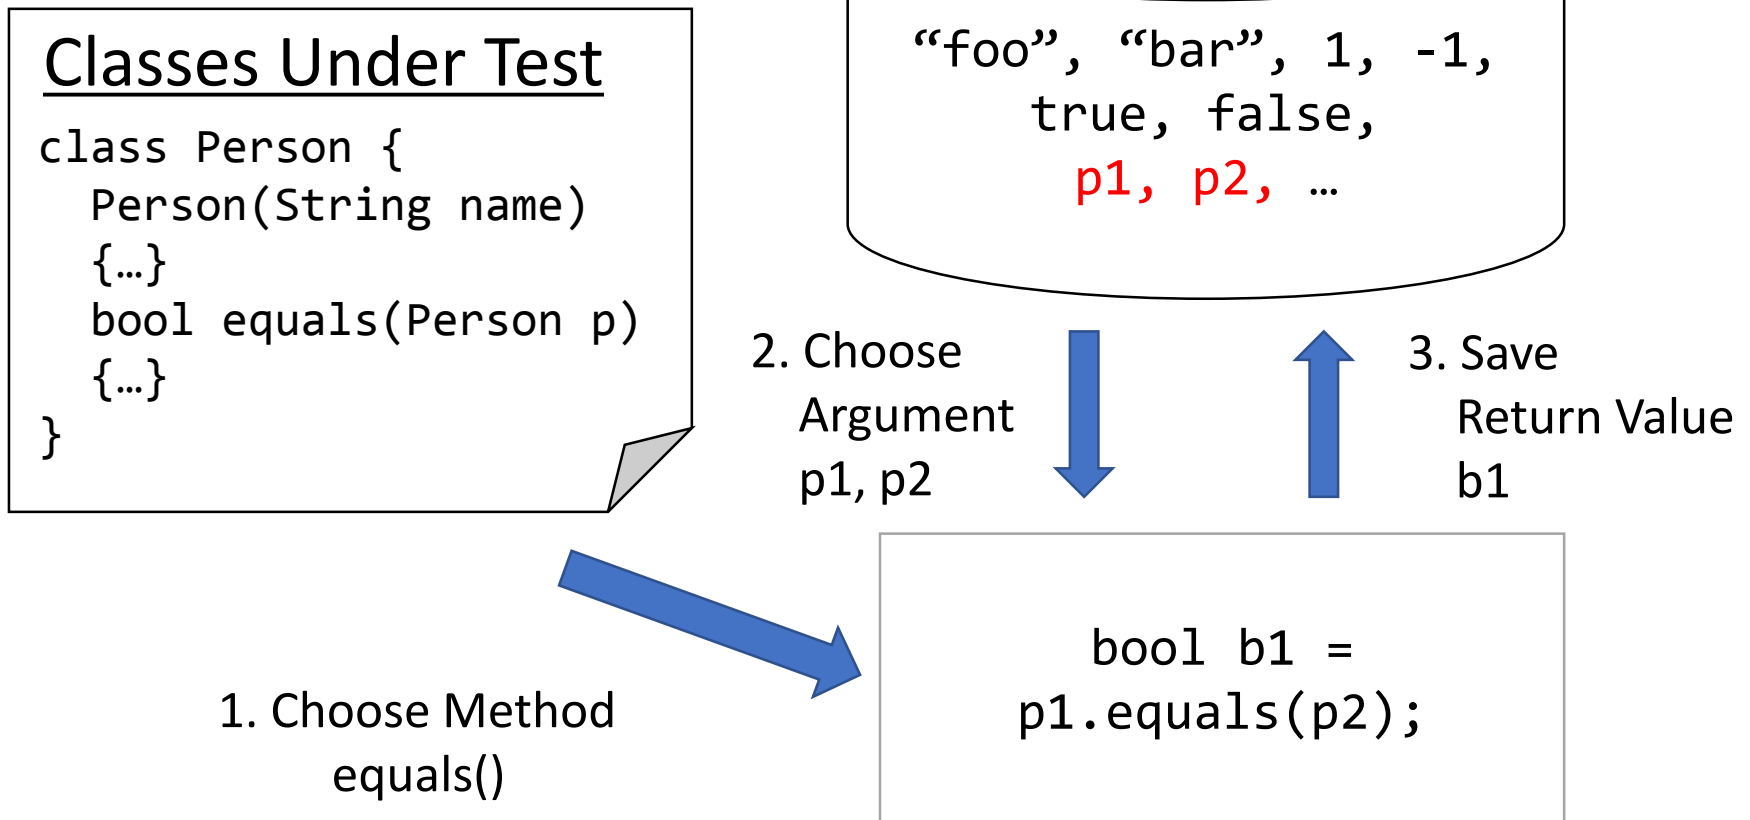 Classes Under Test
class Person {
Person(String name)
{…}
bool equals(Person p)
{…}
}
“foo”, “bar”, 1, -1,
true, false,
p1, p2, …
2. Choose
Argument
p1, p2
3. Save
Return Value
b1
1. Choose Method
equals()
bool b1 =
p1.equals(p2);